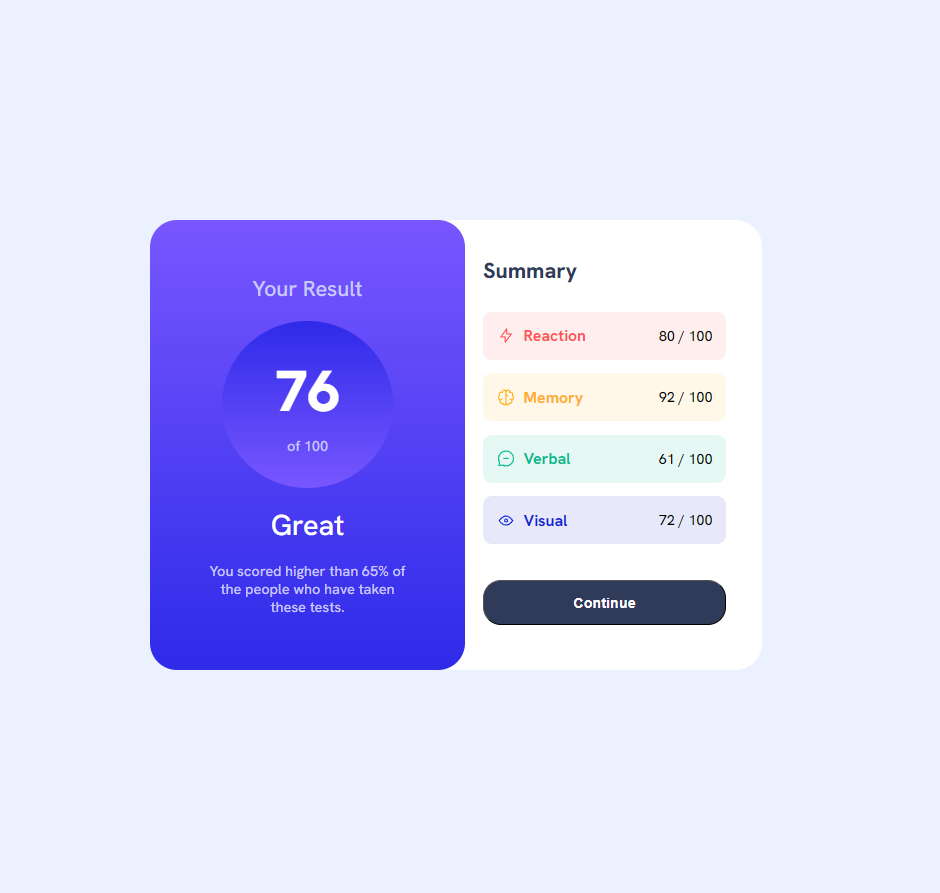 Your Result
76
of 100
Great
You scored higher than 65% of
the people who have taken
these tests.
Summary
Reaction 80 / 100
Memory 92 / 100
Verbal 61 / 100
Visual 72 / 100
Continue